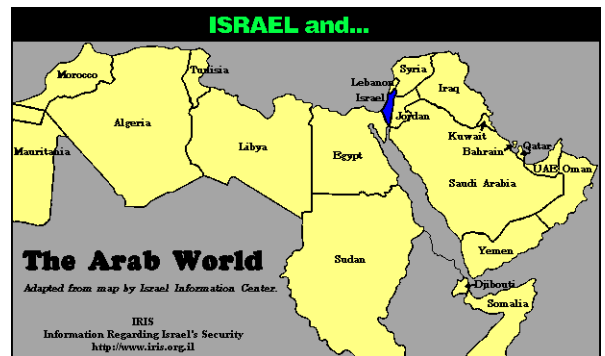 ISRAEL and...
Morocco
Tunisia
Algeria
Libya
Egypt
Mauritania
Lebanon
Syria
Israel
Iraq
Jordan
Kuwait
Bahrain
Qatar
UAE
Oman
Saudi Arabia
Yemen
Sudan
Djibouti
Somalia
The Arab World
Adapted from map by Israel Information Center.
IRIS
Information Regarding Israel's Security
http://www.iris.org.il